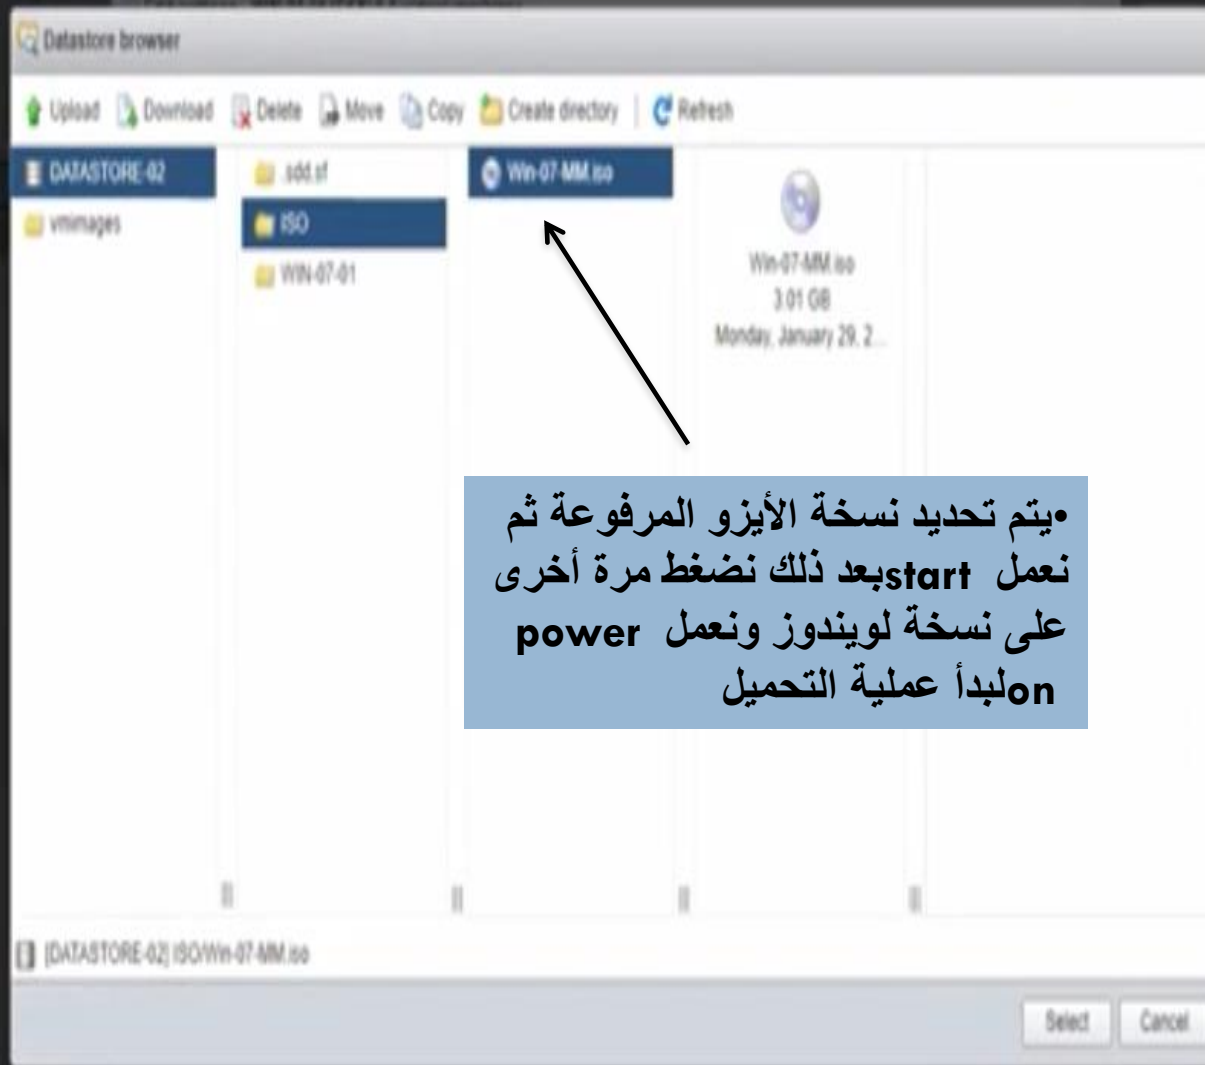 Datastore browser
Upload Download Delete Move Copy Create directory Refresh
DATASTORE-02 .sdd.sf Win-07-MM.iso
vmimages ISO
WIN-07-01
Win-07-MM.iso
3.01 GB
Monday, January 29, 2...
•يتم تحديد نسخة الأيزو المرفوعة ثم
نعمل startبعد ذلك نضغط مرة أخرى
على نسخة لويندوز ونعمل power
onلبدأ عملية التحميل
[DATASTORE-02] ISO/Win-07-MM.iso
Select Cancel